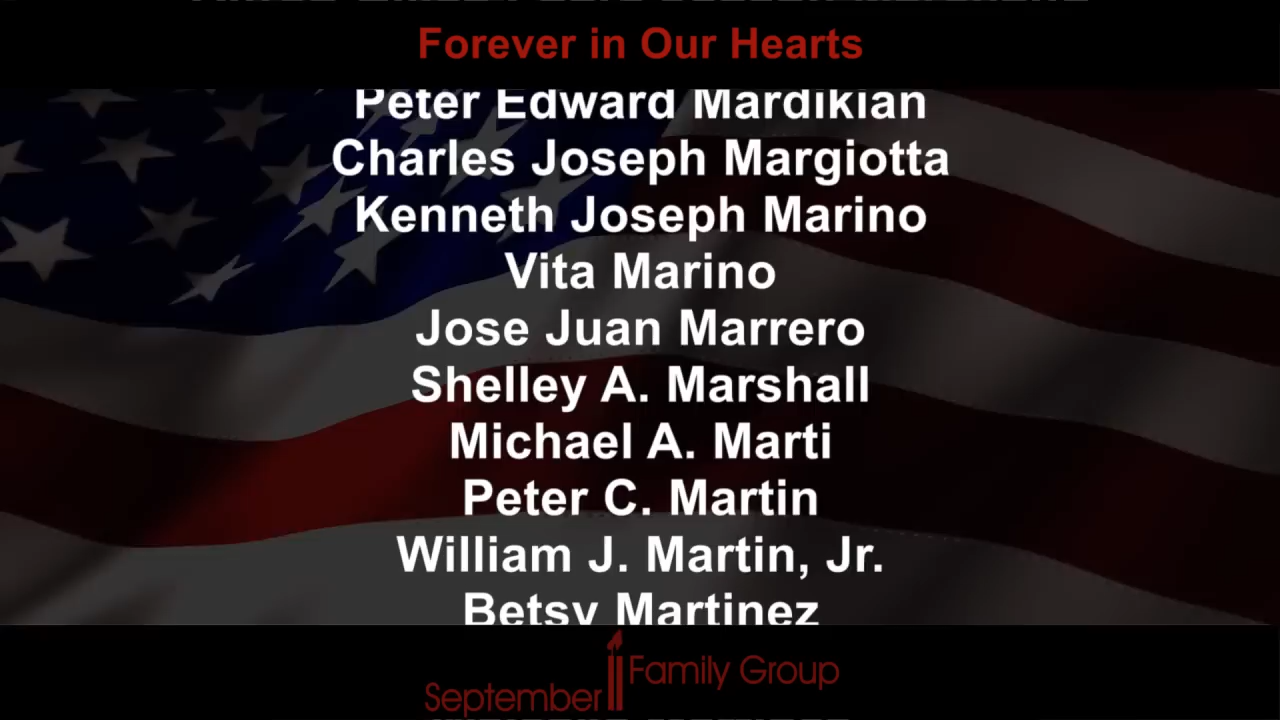 Forever in Our Hearts
Peter Edward Mardikian
Charles Joseph Margiotta
Kenneth Joseph Marino
Vita Marino
Jose Juan Marrero
Shelley A. Marshall
Michael A. Marti
Peter C. Martin
William J. Martin, Jr.
Betsy Martinez
September 11 Family Group